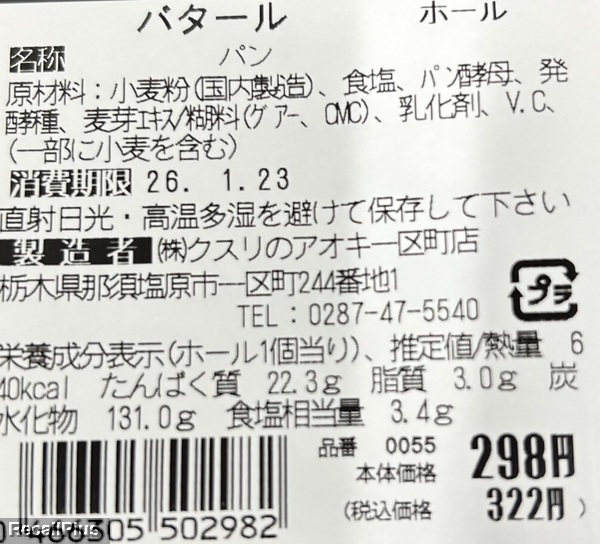 バタール ホール
名称 パン
原材料：小麦粉(国内製造)、食塩、パン酵母、発
酵種、麦芽エキス/糊料(グアー、CMC)、乳化剤、V.C、
(一部に小麦を含む)
消費期限 26. 1.23
直射日光・高温多湿を避けて保存して下さい
製造者 (株)クスリのアオキ一区町店
栃木県那須塩原市一区町244番地1
TEL：0287-47-5540
プラ
栄養成分表示(ホール1個当り)、推定値/熱量 6
40kcal たんぱく質 22.3g 脂質 3.0g 炭
水化物 131.0g 食塩相当量 3.4g
品番 0055
本体価格 298円
(税込価格 322円)
502982
RecallPlus